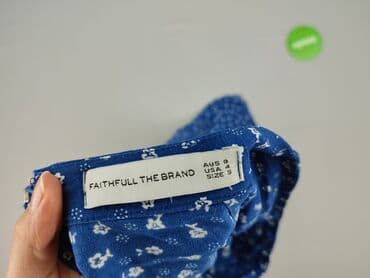 FAITHFULL THE BRAND
AUS 8
USA 4
SIZE S